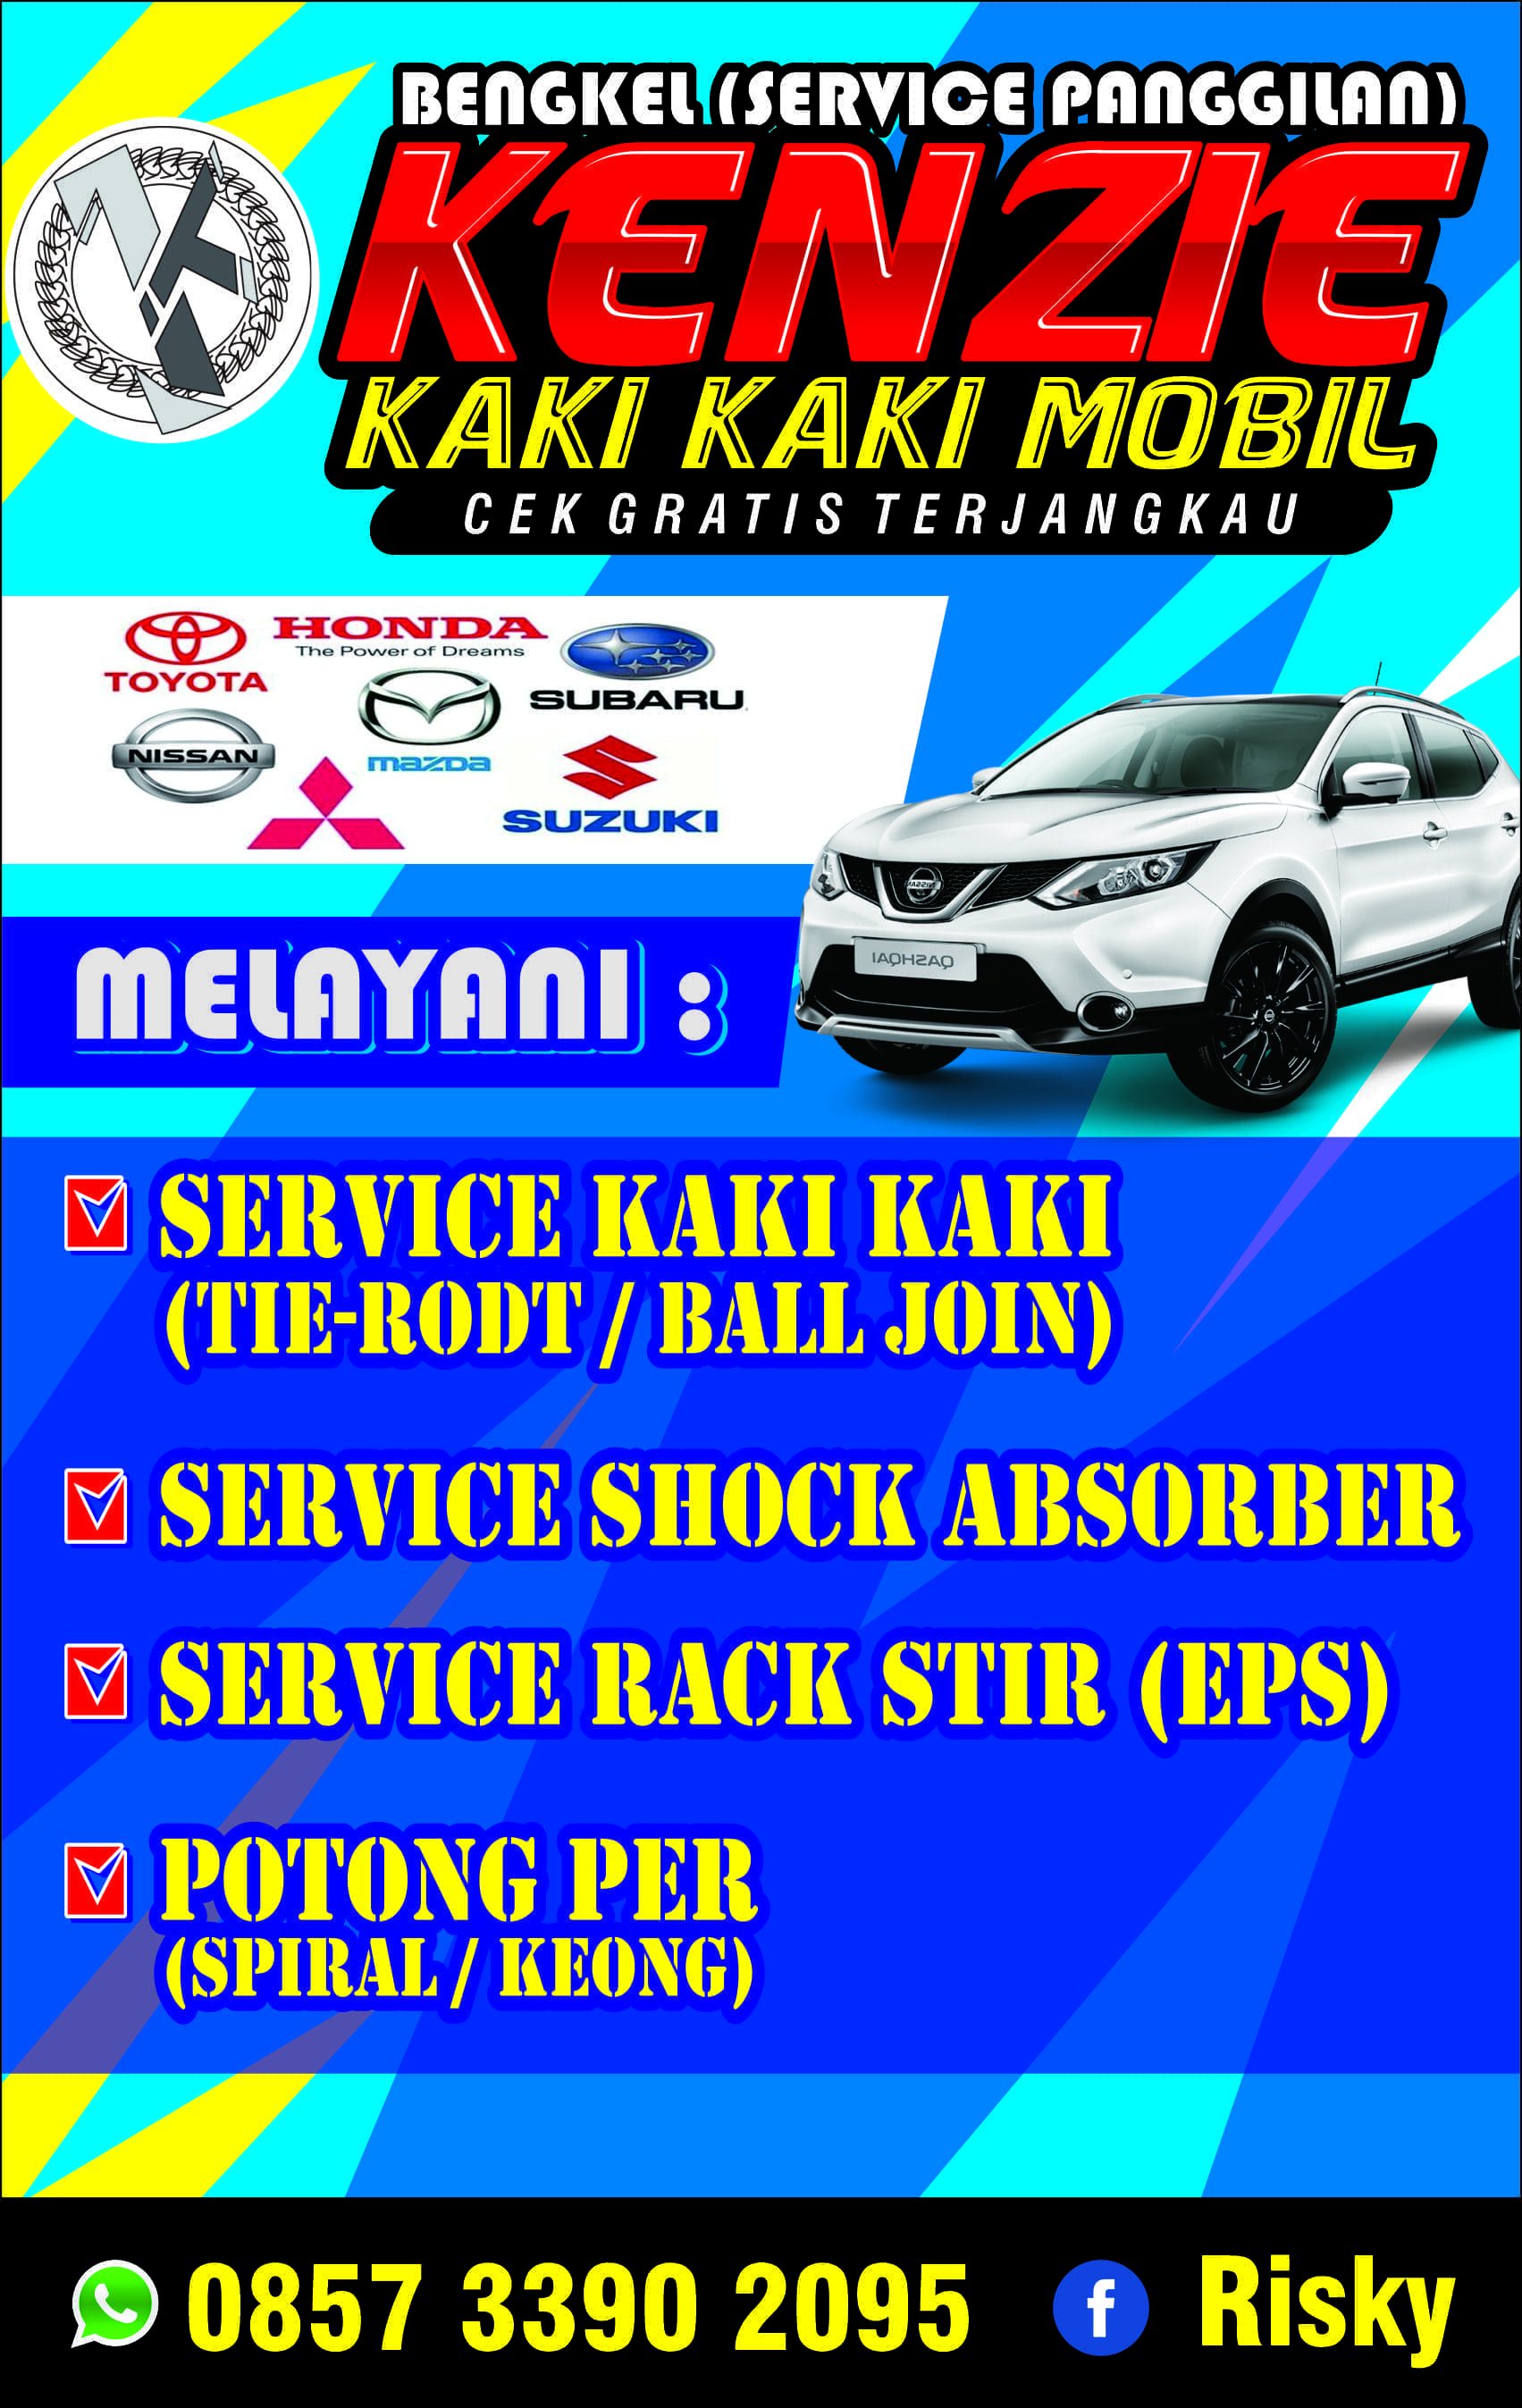 BENGKEL (SERVICE PANGGILAN)
KENZIE
KAKI KAKI MOBIL
CEK GRATIS TERJANGKAU
TOYOTA
HONDA
The Power of Dreams
SUBARU
NISSAN
mazda
SUZUKI
NISSAN
QASHQAI
MELAYANI :
SERVICE KAKI KAKI
(TIE-RODT / BALL JOIN)
SERVICE SHOCK ABSORBER
SERVICE RACK STIR (EPS)
POTONG PER
(SPIRAL / KEONG)
0857 3390 2095
f Risky